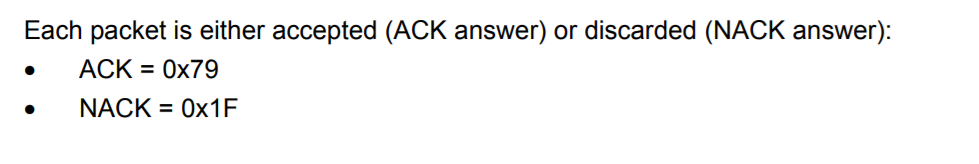 Each packet is either accepted (ACK answer) or discarded (NACK answer):
• ACK = 0x79
• NACK = 0x1F